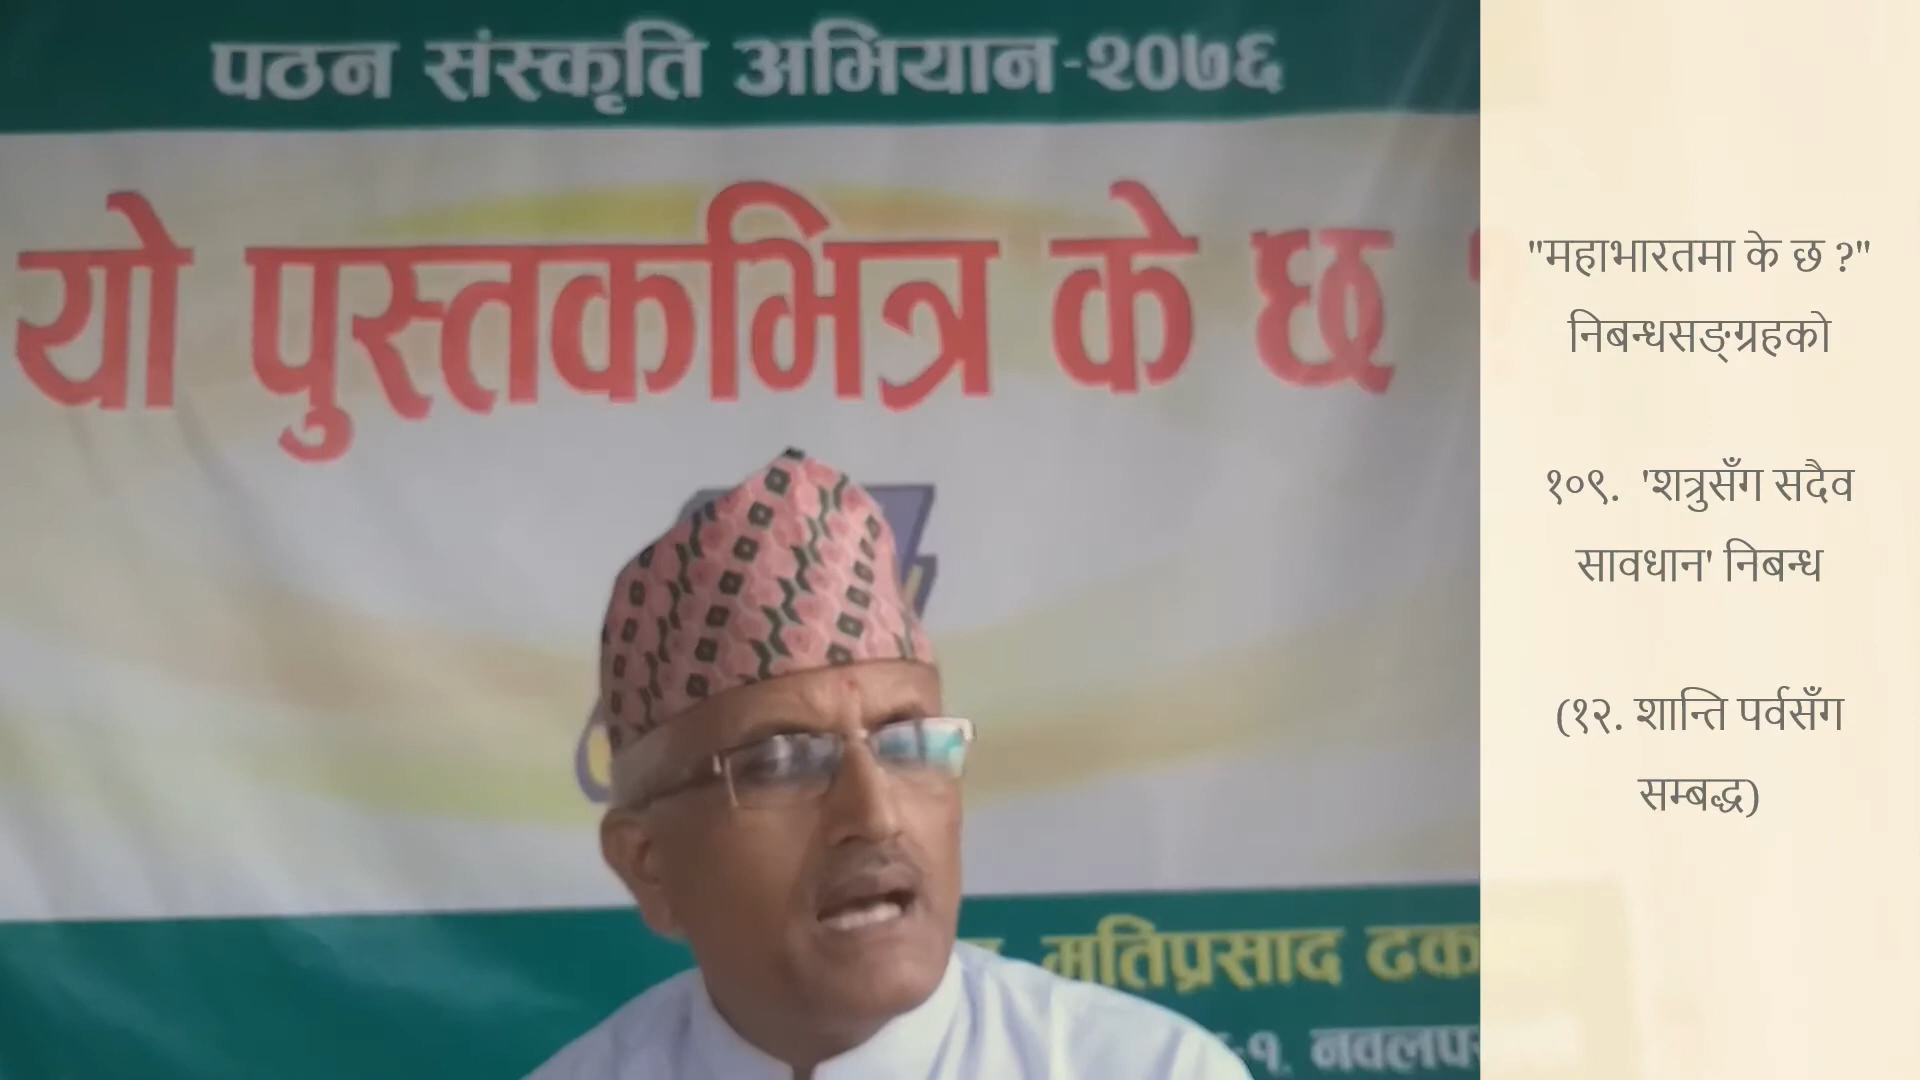 पठन संस्कृति अभियान-२०७६
यो पुस्तकभित्र के छ
मतिप्रसाद ढक
-१, नवलप
"महाभारतमा के छ ?"
निबन्धसङ्ग्रहको
१०९. 'शत्रुसँग सदैव
सावधान' निबन्ध
(१२. शान्ति पर्वसँग
सम्बद्ध)